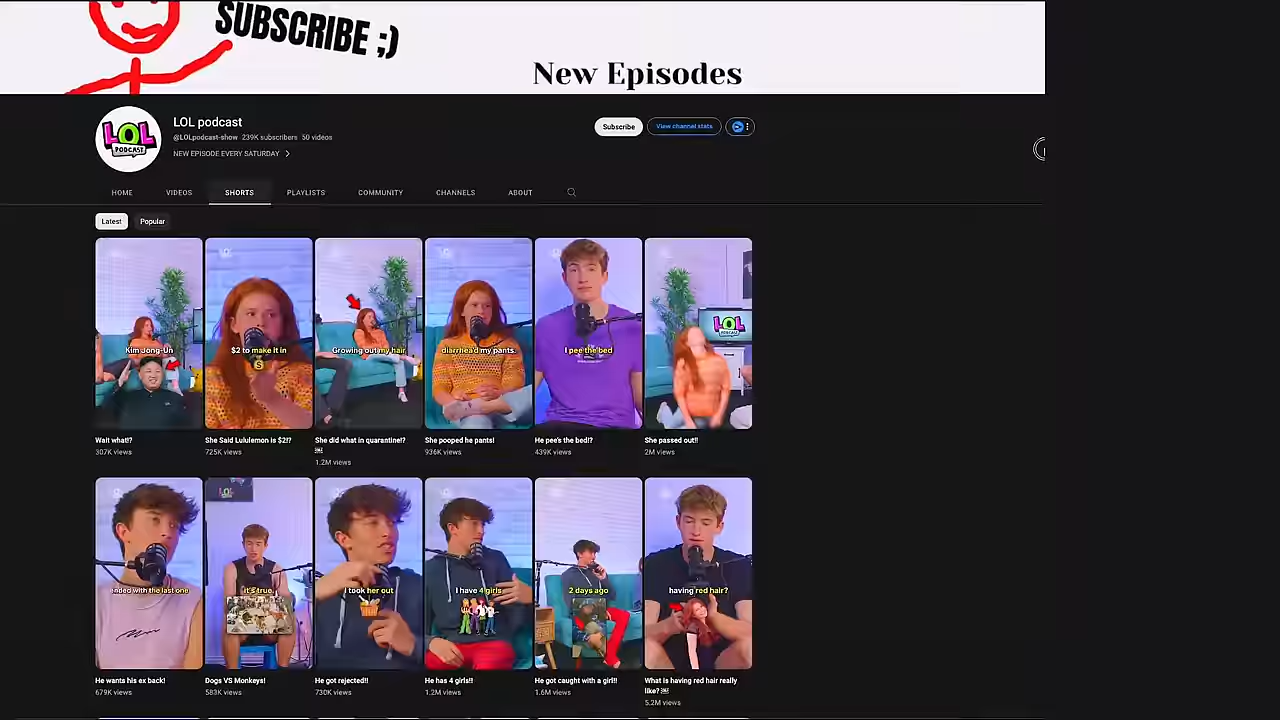 SUBSCRIBE ;)
New Episodes
LOL PODCAST
LOL podcast
@LOLpodcast-show 239K subscribers 50 videos
NEW EPISODE EVERY SATURDAY
Subscribe
View channel stats
HOME
VIDEOS
SHORTS
PLAYLISTS
COMMUNITY
CHANNELS
ABOUT
Latest
Popular
Kim Jong-Un
$2 to make it in
Growing out my hair
diarrhea'd my pants.
I pee the bed
LOL PODCAST
Wait what!?
307K views
She Said Lululemon is $2!?
725K views
She did what in quarantine!?
1.2M views
She pooped he pants!
936K views
He pee's the bed!?
439K views
She passed out!!
2M views
ended with the last one
it's true.
I took her out
I have 4 girls
2 days ago
having red hair?
He wants his ex back!
679K views
Dogs VS Monkeys!
583K views
He got rejected!!
730K views
He has 4 girls!!
1.2M views
He got caught with a girl!!
1.6M views
What is having red hair really
like?
5.2M views